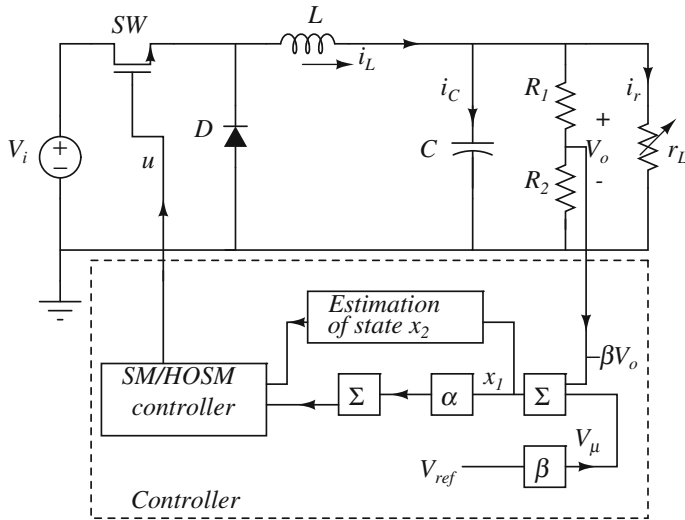 SW
L
i_L
i_C
R_1
i_r
+
V_i
+
−
u
D
C
V_o
r_L
R_2
-
Estimation
of state x_2
−βV_o
SM/HOSM
controller
Σ
α
x_1
Σ
V_μ
V_ref
β
Controller